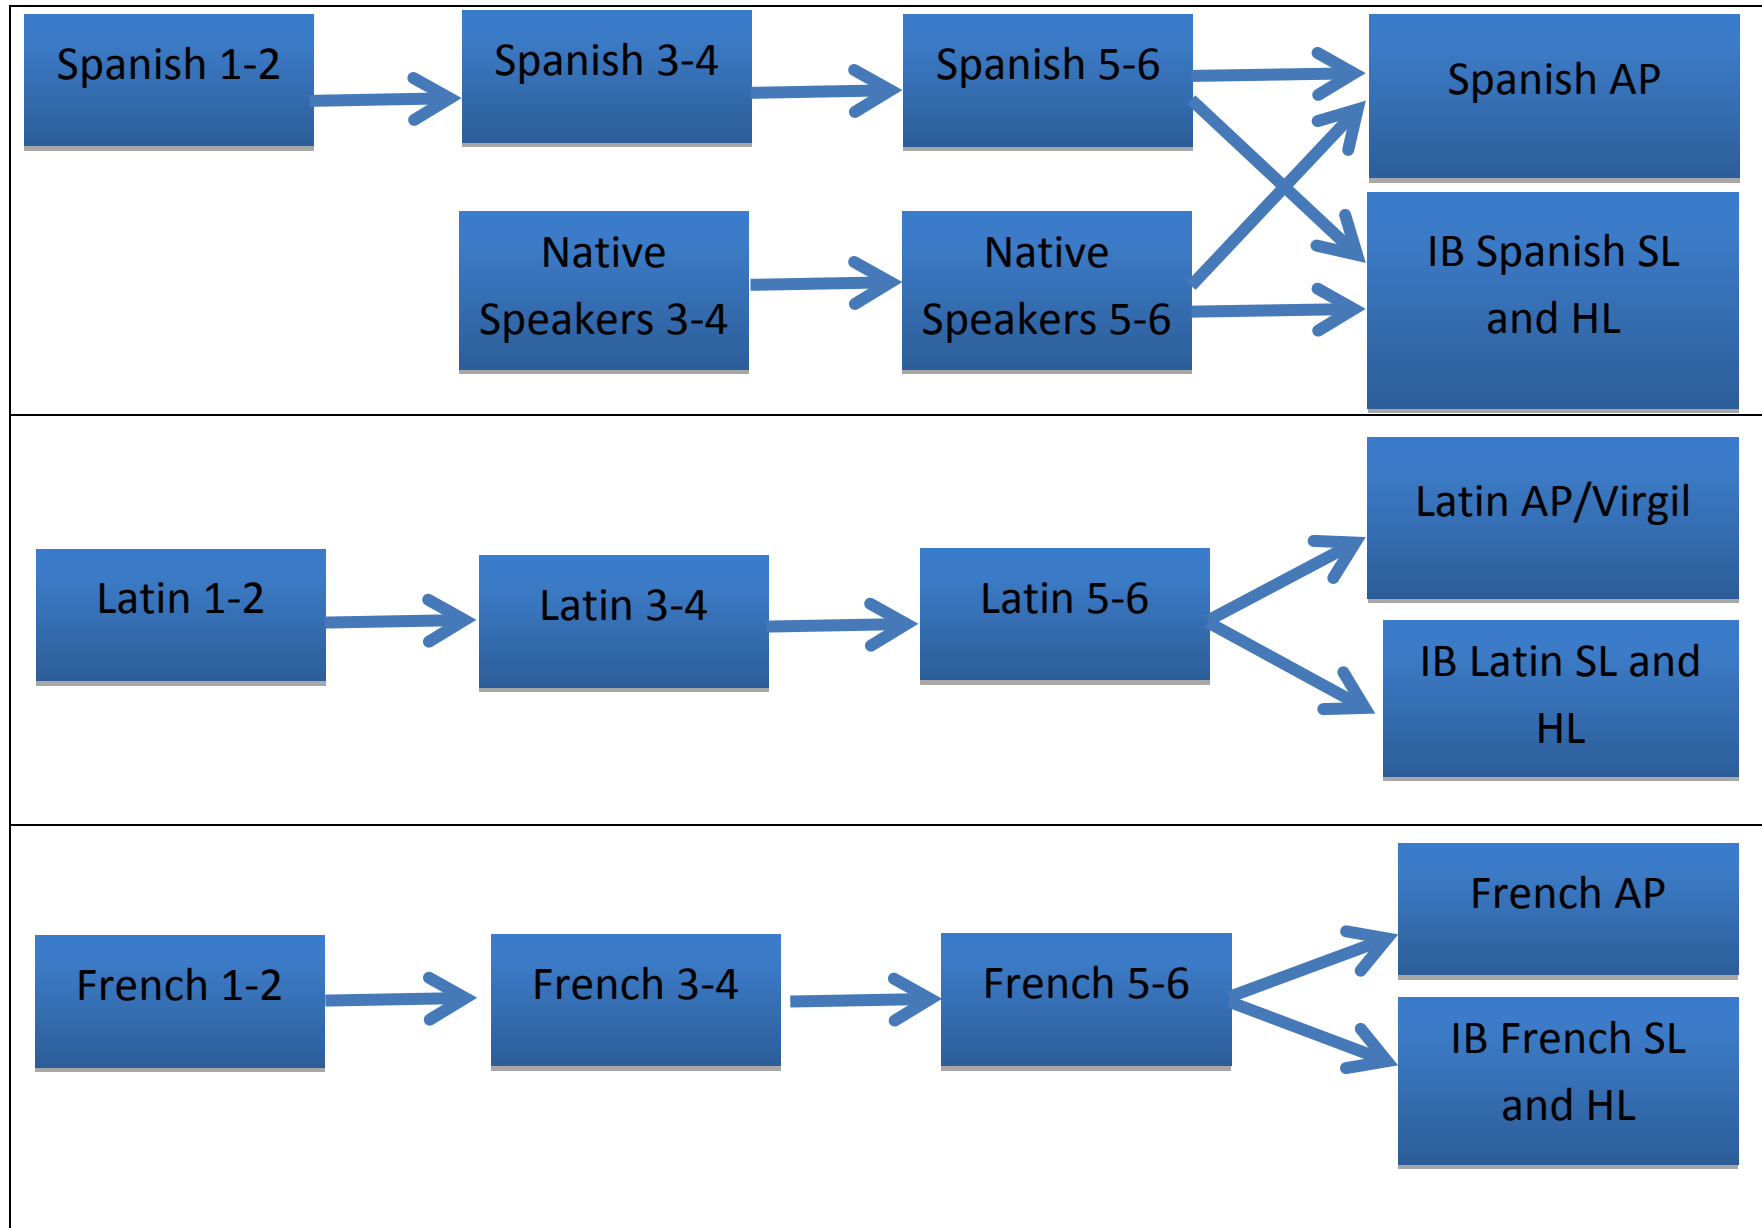 Spanish 1-2
Spanish 3-4
Spanish 5-6
Spanish AP
Native
Speakers 3-4
Native
Speakers 5-6
IB Spanish SL
and HL
Latin 1-2
Latin 3-4
Latin 5-6
Latin AP/Virgil
IB Latin SL and
HL
French 1-2
French 3-4
French 5-6
French AP
IB French SL
and HL